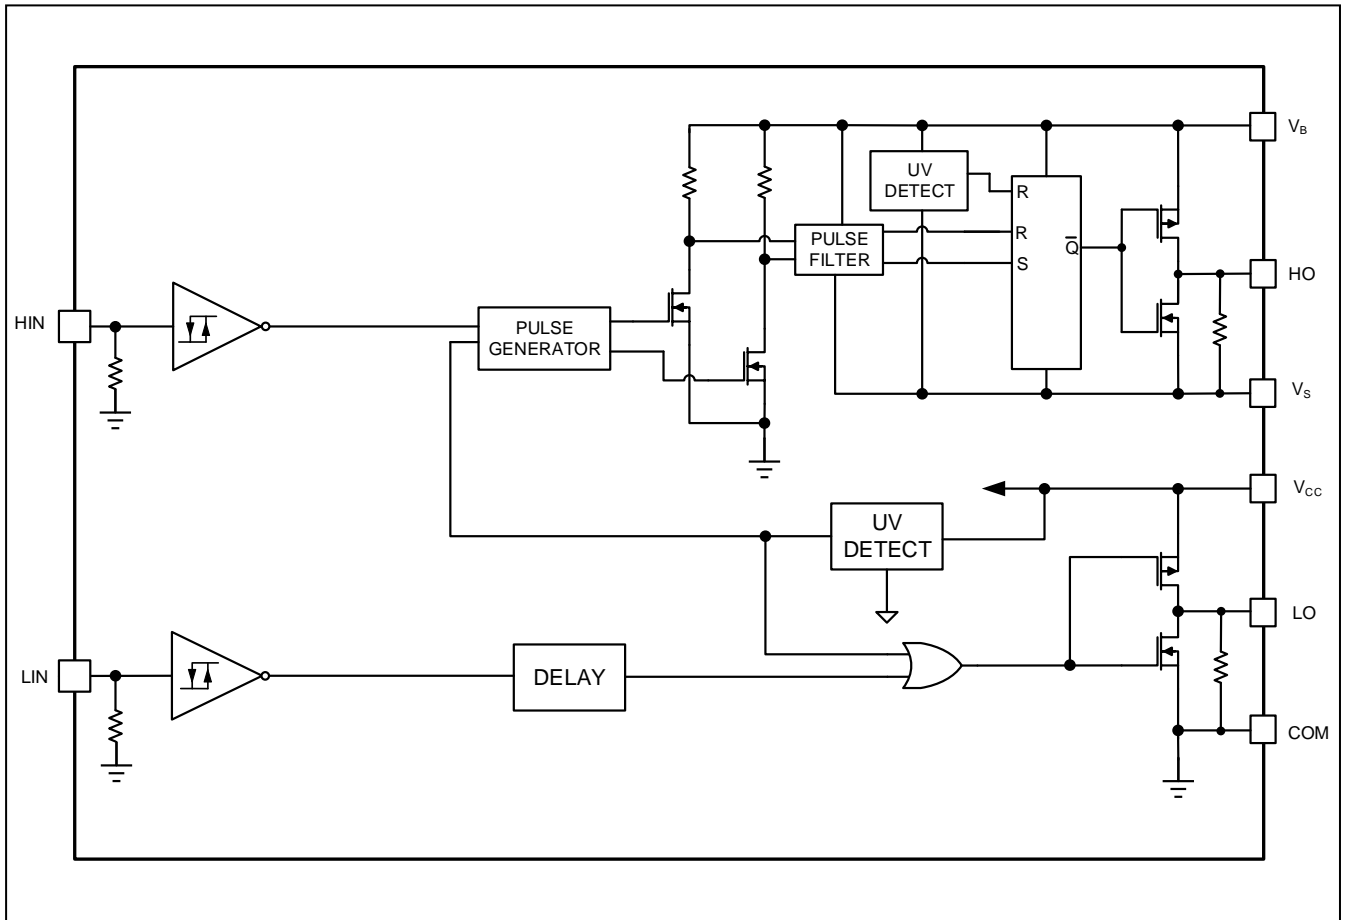 V_B
UV
DETECT
R
PULSE
FILTER
R
S
Q̅
HO
HIN
PULSE
GENERATOR
V_S
V_CC
UV
DETECT
LO
LIN
DELAY
COM